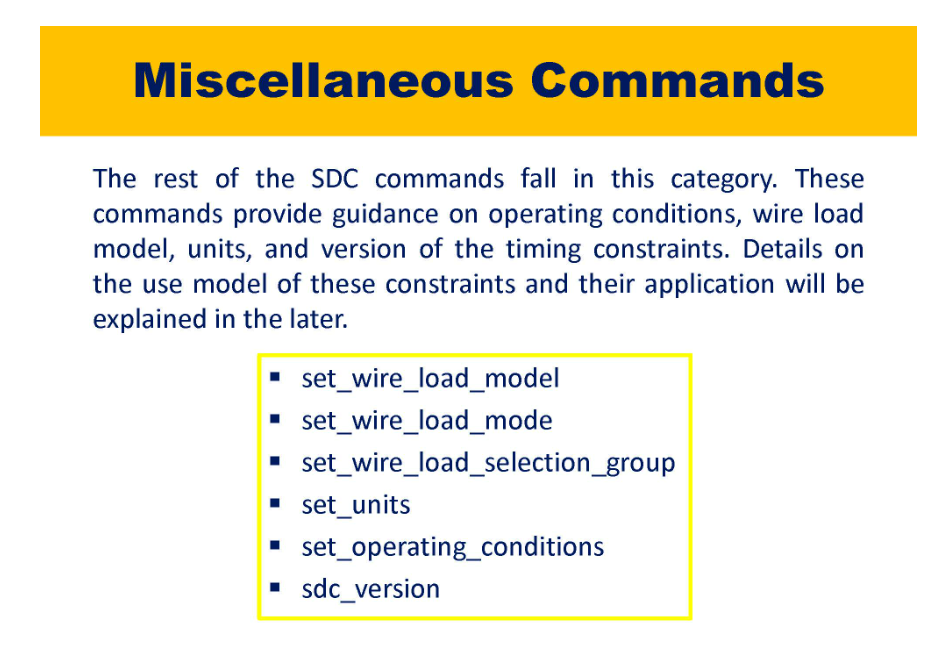 Miscellaneous Commands
The rest of the SDC commands fall in this category. These
commands provide guidance on operating conditions, wire load
model, units, and version of the timing constraints. Details on
the use model of these constraints and their application will be
explained in the later.
▪ set_wire_load_model
▪ set_wire_load_mode
▪ set_wire_load_selection_group
▪ set_units
▪ set_operating_conditions
▪ sdc_version